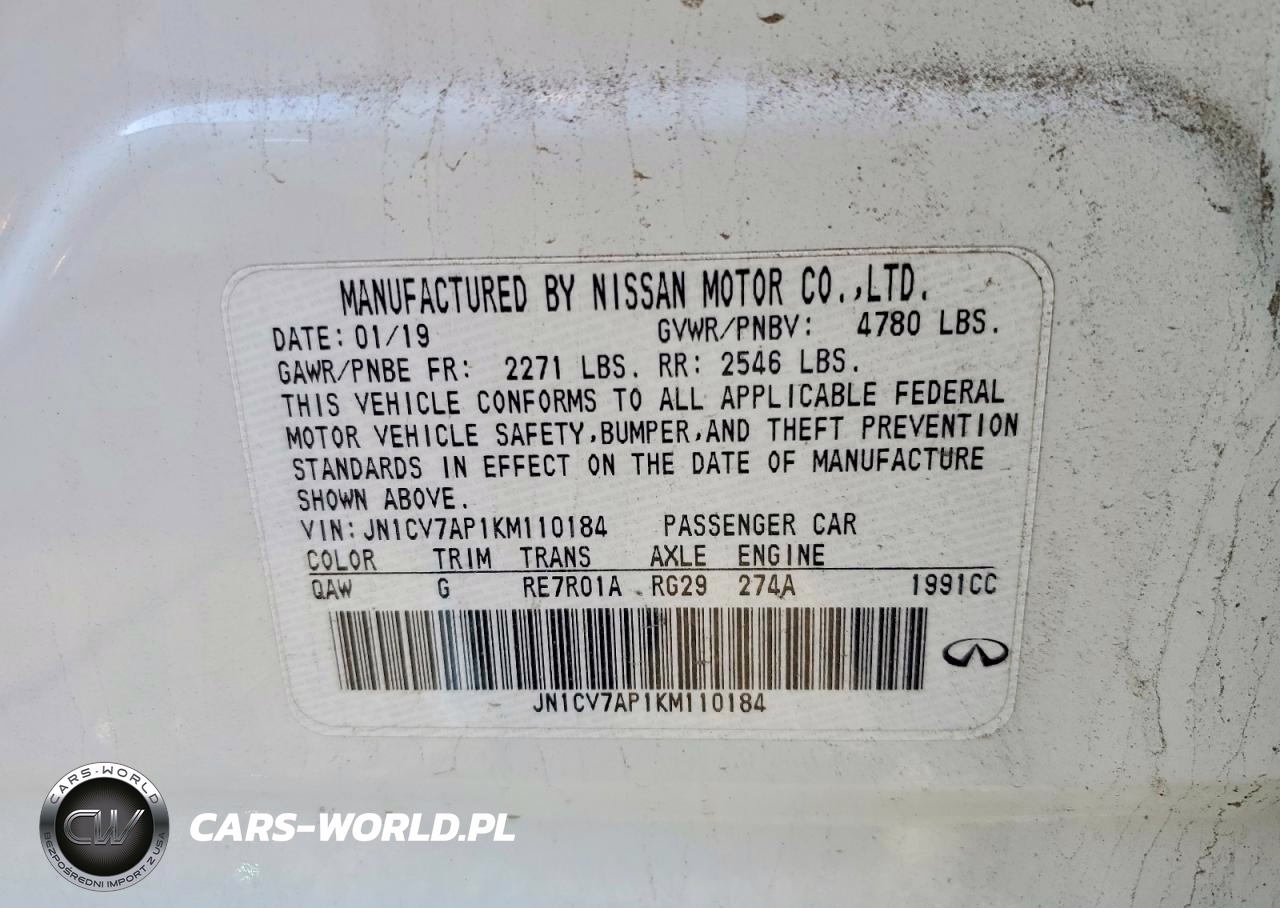 MANUFACTURED BY NISSAN MOTOR CO.,LTD.
DATE: 01/19 GVWR/PNBV: 4780 LBS.
GAWR/PNBE FR: 2271 LBS. RR: 2546 LBS.
THIS VEHICLE CONFORMS TO ALL APPLICABLE FEDERAL
MOTOR VEHICLE SAFETY,BUMPER,AND THEFT PREVENTION
STANDARDS IN EFFECT ON THE DATE OF MANUFACTURE
SHOWN ABOVE.
VIN: JN1CV7AP1KM110184 PASSENGER CAR
COLOR TRIM TRANS AXLE ENGINE
QAW G RE7R01A RG29 274A 1991CC
JN1CV7AP1KM110184
CARS-WORLD
CW
BEZPOŚREDNI IMPORT Z USA
CARS-WORLD.PL